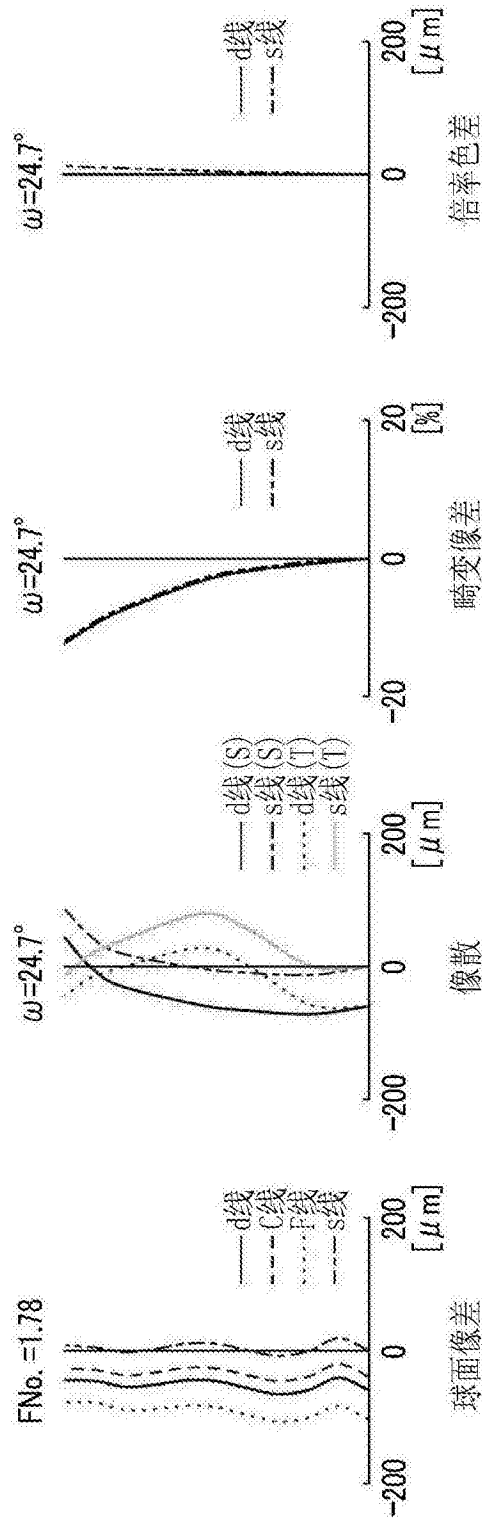 FNo. =1.78
d线
C线
F线
s线
-200
0
200
[μm]
球面像差
ω=24.7°
d线(S)
s线(S)
d线(T)
s线(T)
-200
0
200
[μm]
像散
ω=24.7°
d线
s线
-20
0
20
[%]
畸变像差
ω=24.7°
d线
s线
-200
0
200
[μm]
倍率色差